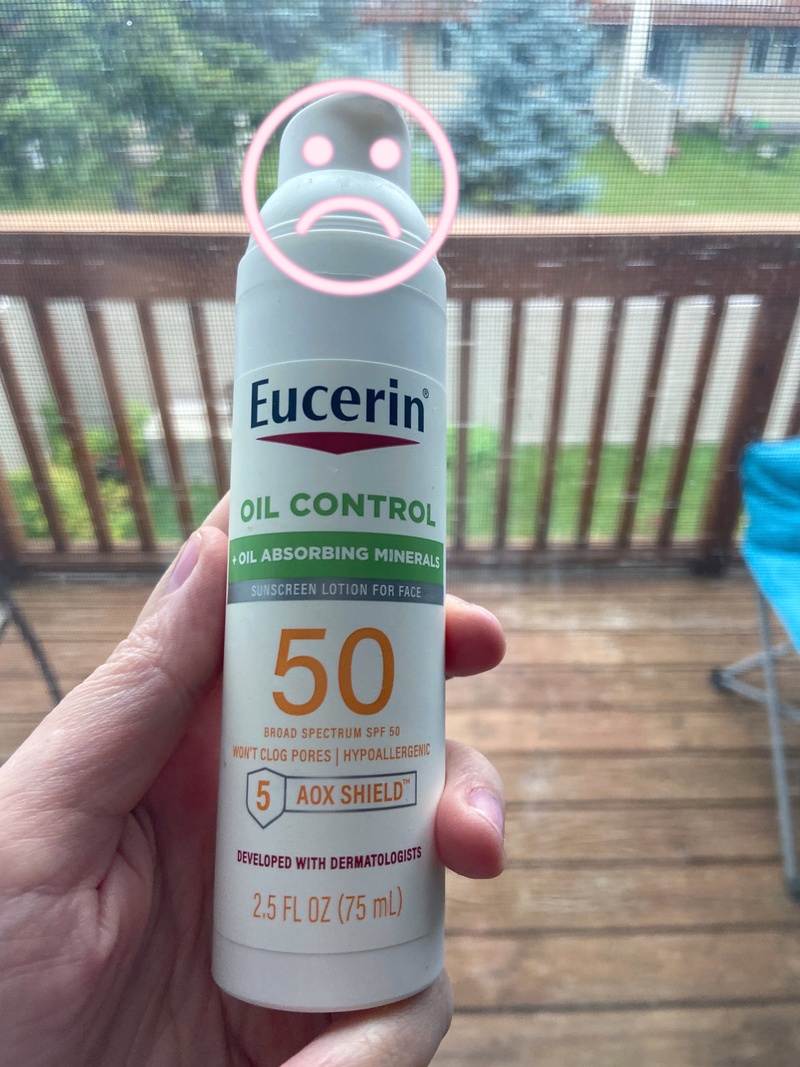 Eucerin®
OIL CONTROL
+ OIL ABSORBING MINERALS
SUNSCREEN LOTION FOR FACE
50
BROAD SPECTRUM SPF 50
WON'T CLOG PORES | HYPOALLERGENIC
5 AOX SHIELD™
DEVELOPED WITH DERMATOLOGISTS
2.5 FL OZ (75 mL)